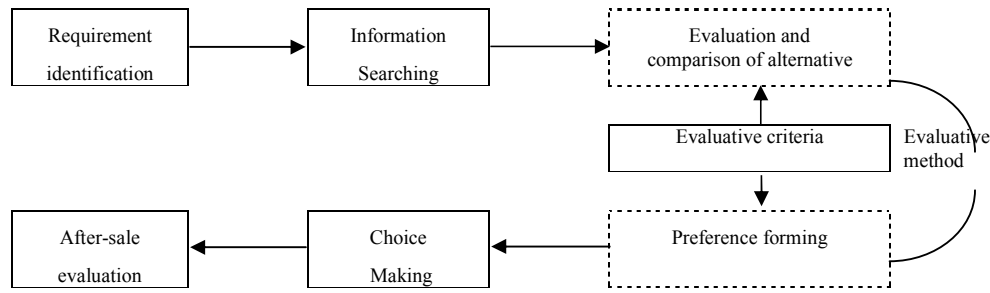 Requirement
identification
Information
Searching
Evaluation and
comparison of alternative
Evaluative criteria
Evaluative
method
After-sale
evaluation
Choice
Making
Preference forming